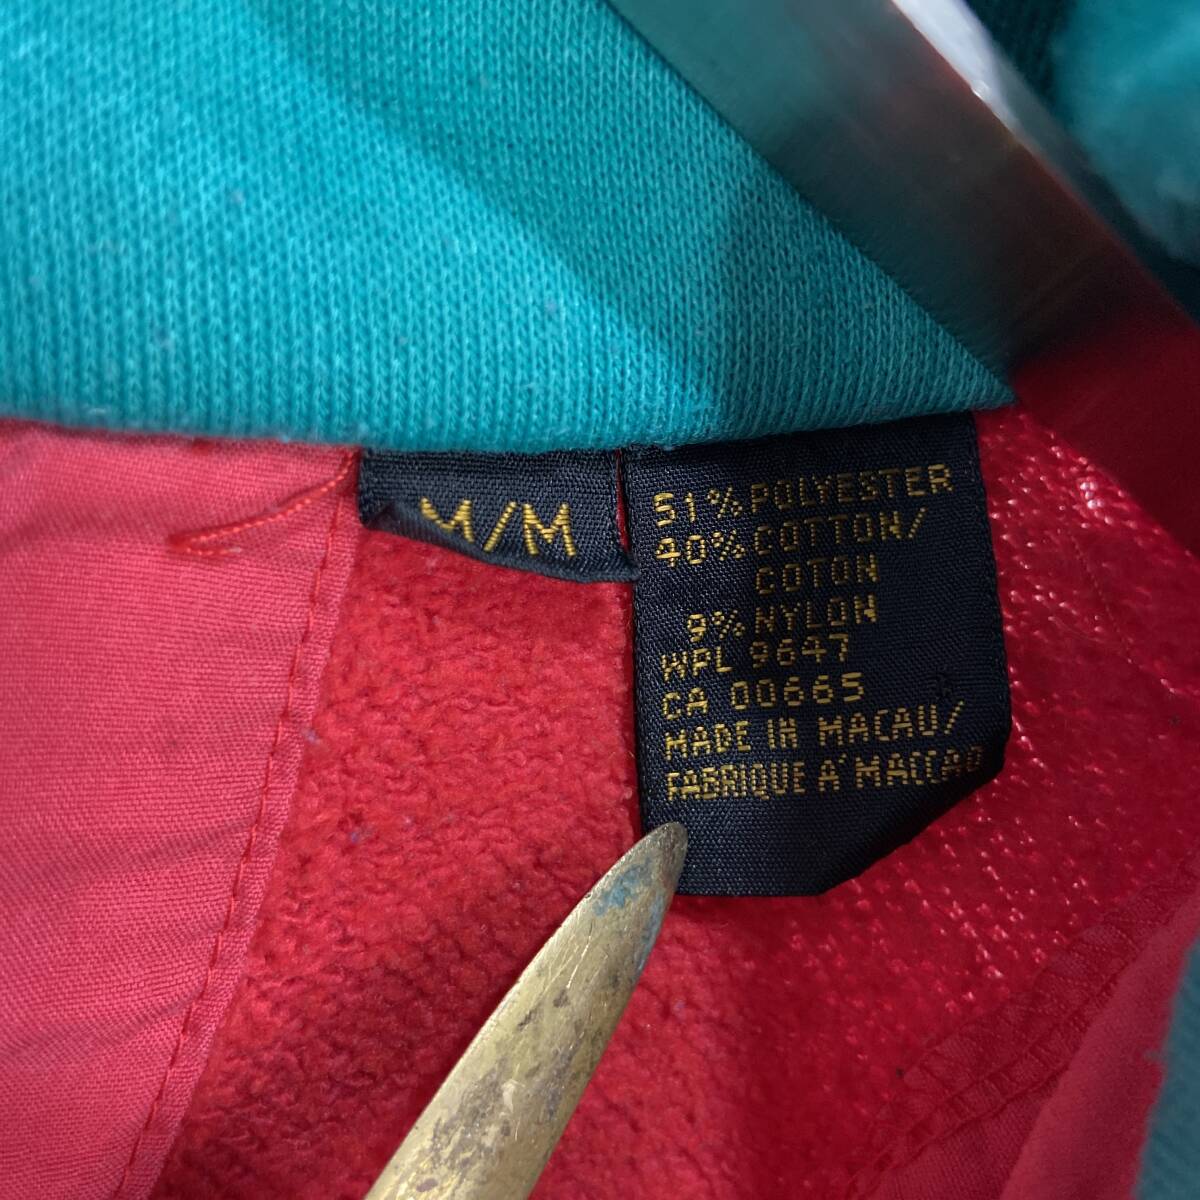 M/M
51% POLYESTER
40% COTTON/
COTON
9% NYLON
WPL 9647
CA 00665
MADE IN MACAU/
FABRIQUE A' MACCAO